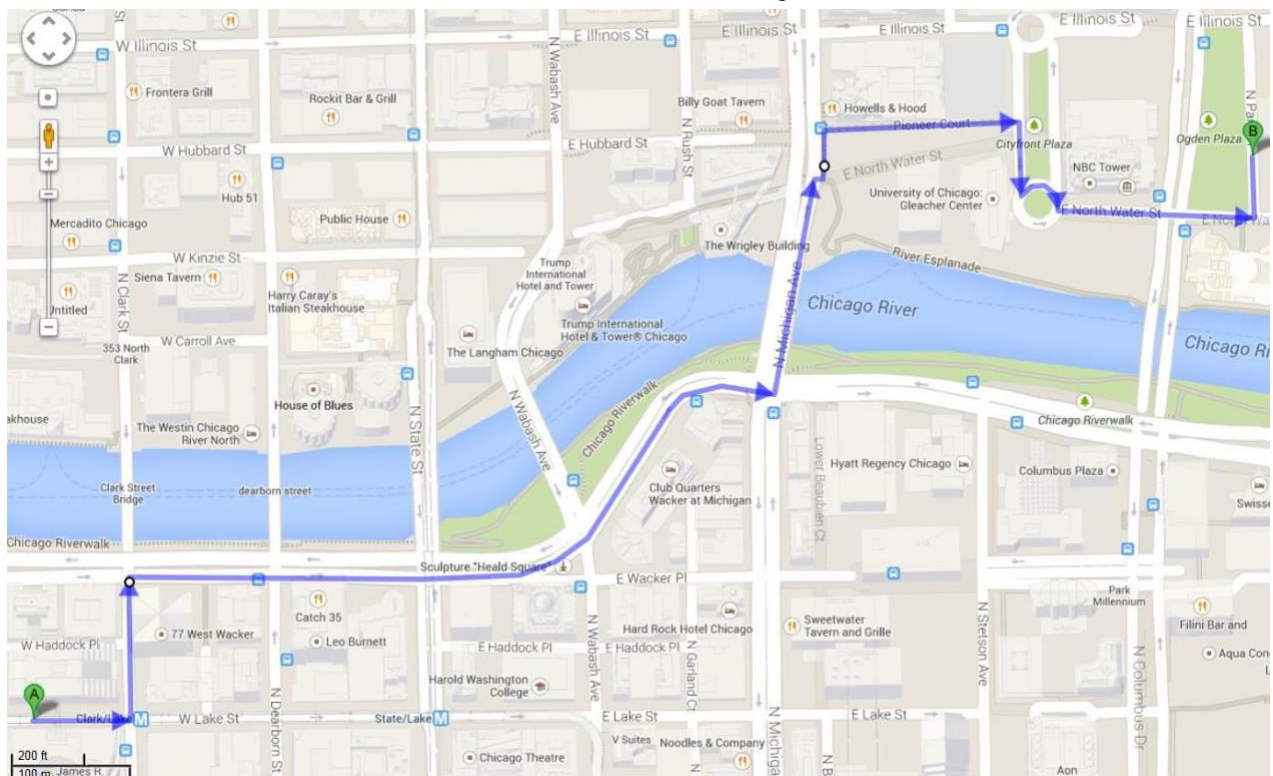 St
W Illinois St
E Illinois St
E Illinois St
E Illinois St
E Illinois St
E Illinois St
N Wabash Ave
Frontera Grill
Rockit Bar & Grill
Billy Goat Tavern
Howells & Hood
N Rush St
Pioneer Court
Cityfront Plaza
Ogden Plaza
B
W Hubbard St
E Hubbard St
E North Water St
NBC Tower
Hub 51
University of Chicago:
Gleacher Center
Mercadito Chicago
Public House
E North Water St
The Wrigley Building
W Kinzie St
River Esplanade
Siena Tavern
Trump
International
Hotel and Tower
Harry Caray's
Italian Steakhouse
N Clark St
Untitled
N Michigan Ave
Chicago River
Trump International
Hotel & Tower® Chicago
353 North
Clark
W Carroll Ave
The Langham Chicago
House of Blues
N State St
N Wabash Ave
Chicago Riverwalk
Chicago Riverwalk
The Westin Chicago
River North
Lower Beaubien Ct
Hyatt Regency Chicago
Columbus Plaza
Club Quarters
Wacker at Michigan
Clark Street
Bridge
dearborn street
Chicago Riverwalk
Sculpture "Heald Square"
E Wacker Pl
Catch 35
Park
Millennium
77 West Wacker
Leo Burnett
W Haddock Pl
E Haddock Pl
E Haddock Pl
Hard Rock Hotel Chicago
Sweetwater
Tavern and Grille
Filini Bar and
N Stetson Ave
N Columbus Dr
N Dearborn St
N Wabash Ave
N Garland Ct
Harold Washington
College
A
Clark/Lake
M
W Lake St
State/Lake
M
E Lake St
E Lake St
V Suites
Noodles & Company
Chicago Theatre
Aon
200 ft
100 m
James R.